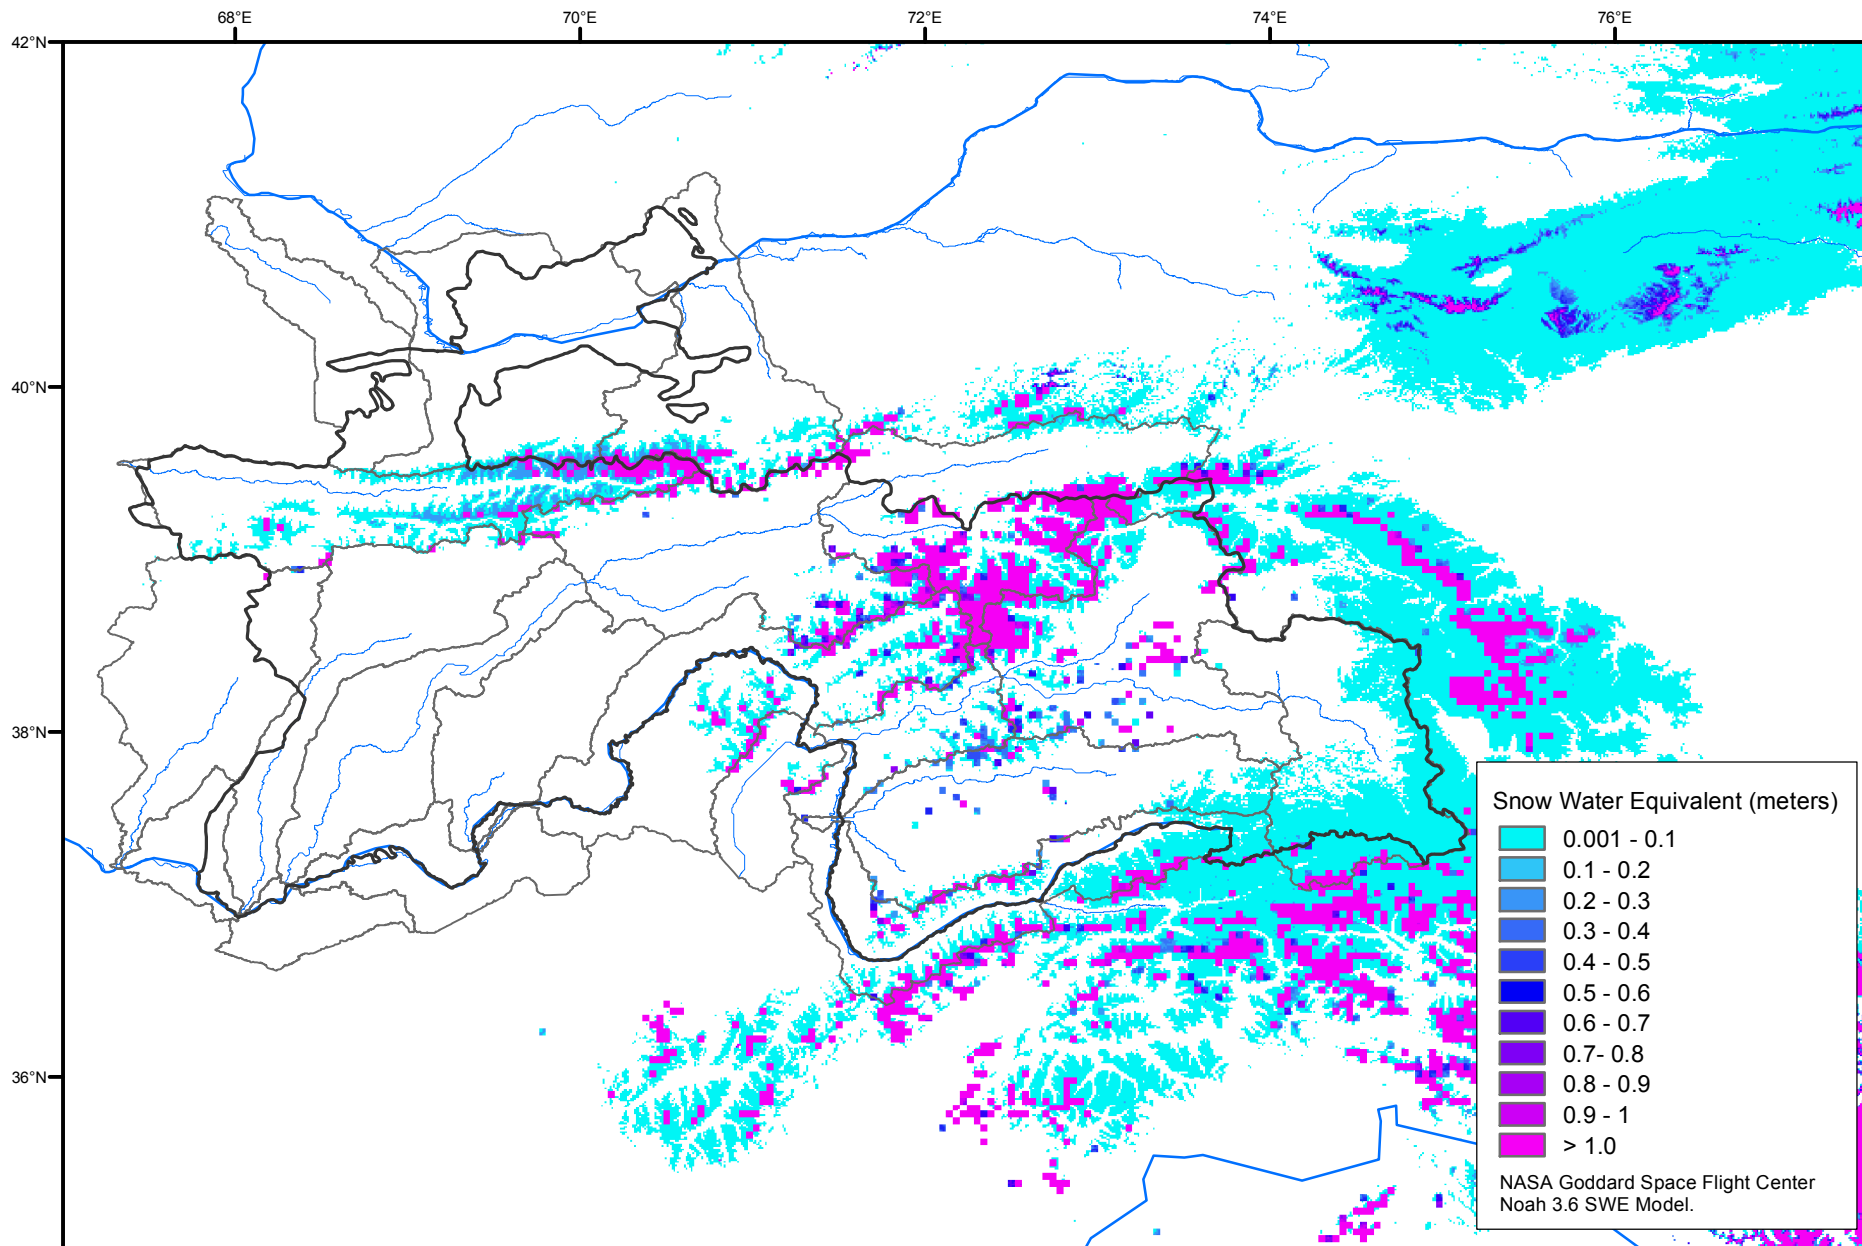 68°E
70°E
72°E
74°E
76°E
42°N
40°N
38°N
36°N
Snow Water Equivalent (meters)
0.001 - 0.1
0.1 - 0.2
0.2 - 0.3
0.3 - 0.4
0.4 - 0.5
0.5 - 0.6
0.6 - 0.7
0.7- 0.8
0.8 - 0.9
0.9 - 1
> 1.0
NASA Goddard Space Flight Center
Noah 3.6 SWE Model.